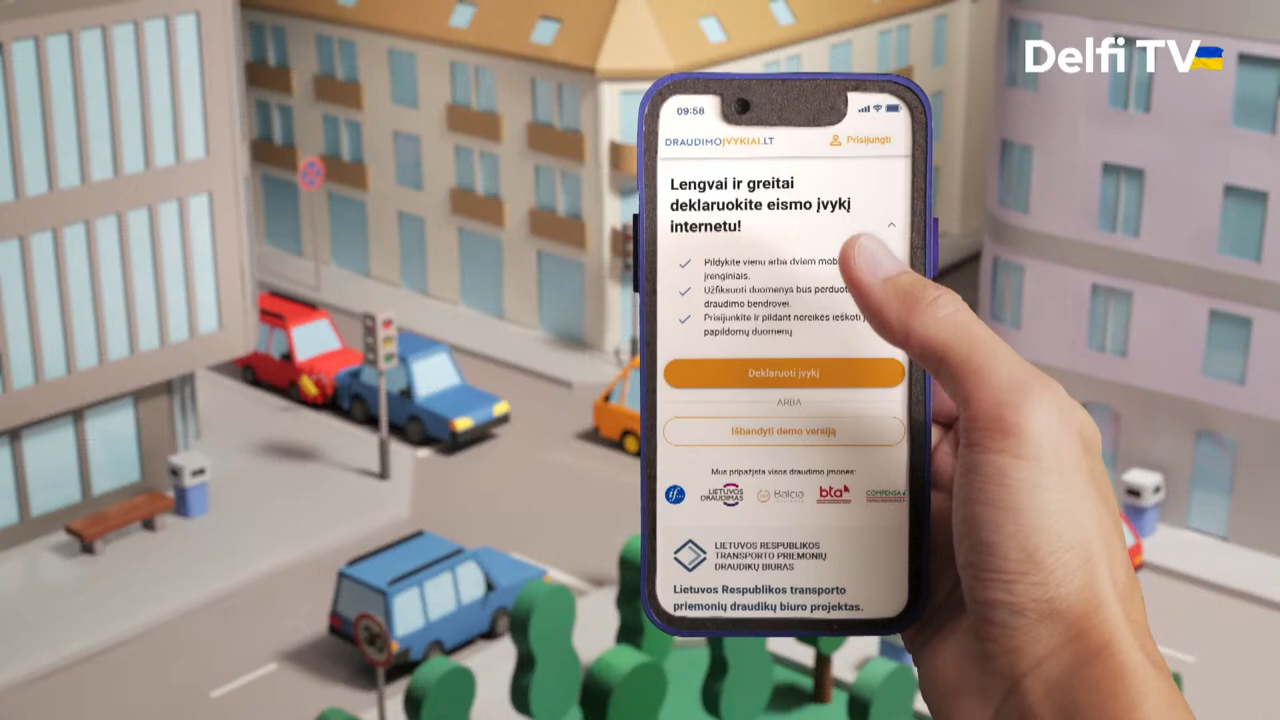 Delfi TV
09:58
DRAUDIMOĮVYKIAI.LT
Prisijungti
Lengvai ir greitai
deklaruokite eismo įvykį
internetu!
Pildykite vienu arba dviem
įrenginiais.
Užfiksuoti duomenys bus
draudimo bendrovei.
Prisijunkite ir pildant nereikės ieškoti
papildomų duomenų
Deklaruoti įvykį
ARBA
Išbandyti demo versiją
Mus pripažįsta visos draudimo įmonės:
if...
LIETUVOS
DRAUDIMAS
Balcia
bta
COMPENSA
LIETUVOS RESPUBLIKOS
TRANSPORTO PRIEMONIŲ
DRAUDIKŲ BIURAS
Lietuvos Respublikos transporto
priemonių draudikų biuro projektas.